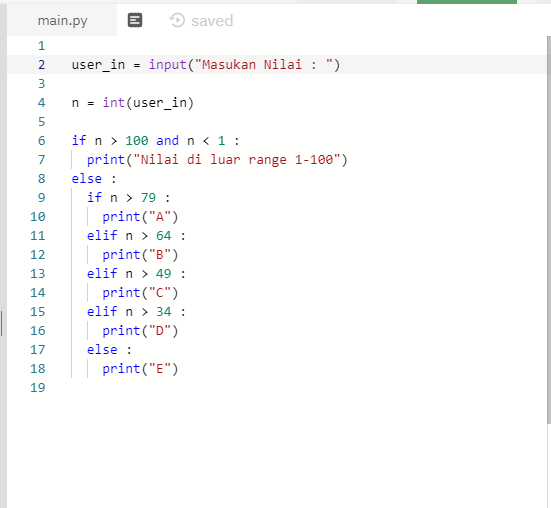 main.py saved
1
2 user_in = input("Masukan Nilai : ")
3
4 n = int(user_in)
5
6 if n > 100 and n < 1 :
7 print("Nilai di luar range 1-100")
8 else :
9 if n > 79 :
10 print("A")
11 elif n > 64 :
12 print("B")
13 elif n > 49 :
14 print("C")
15 elif n > 34 :
16 print("D")
17 else :
18 print("E")
19